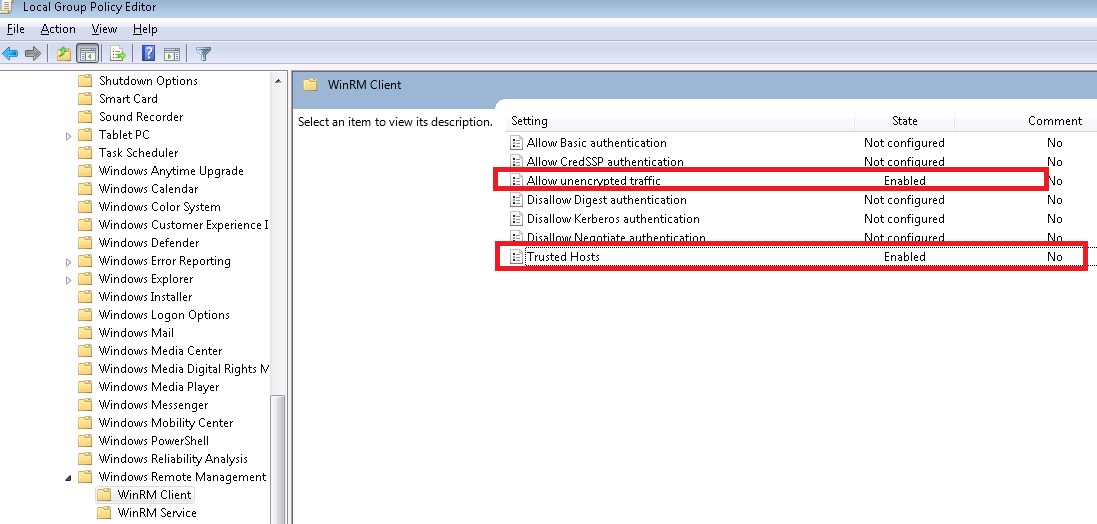 Local Group Policy Editor
File Action View Help
Shutdown Options
Smart Card
Sound Recorder
Tablet PC
Task Scheduler
Windows Anytime Upgrade
Windows Calendar
Windows Color System
Windows Customer Experience I
Windows Defender
Windows Error Reporting
Windows Explorer
Windows Installer
Windows Logon Options
Windows Mail
Windows Media Center
Windows Media Digital Rights M
Windows Media Player
Windows Messenger
Windows Mobility Center
Windows PowerShell
Windows Reliability Analysis
Windows Remote Management
WinRM Client
WinRM Service
WinRM Client
Select an item to view its description.
Setting State Comment
Allow Basic authentication Not configured No
Allow CredSSP authentication Not configured No
Allow unencrypted traffic Enabled No
Disallow Digest authentication Not configured No
Disallow Kerberos authentication Not configured No
Disallow Negotiate authentication Not configured No
Trusted Hosts Enabled No